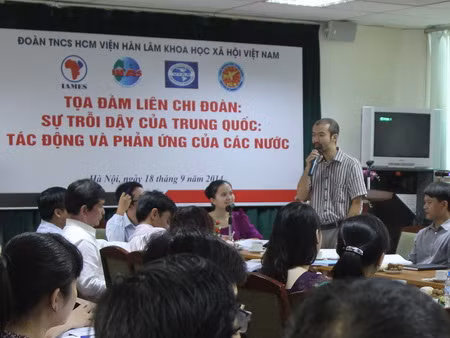 ĐOÀN TNCS HCM VIỆN HÀN LÂM KHOA HỌC XÃ HỘI VIỆT NAM
IAMES
TỌA ĐÀM LIÊN CHI ĐOÀN:
SỰ TRỖI DẬY CỦA TRUNG QUỐC:
TÁC ĐỘNG VÀ PHẢN ỨNG CỦA CÁC NƯỚC
Hà Nội, ngày 18 tháng 9 năm 2014